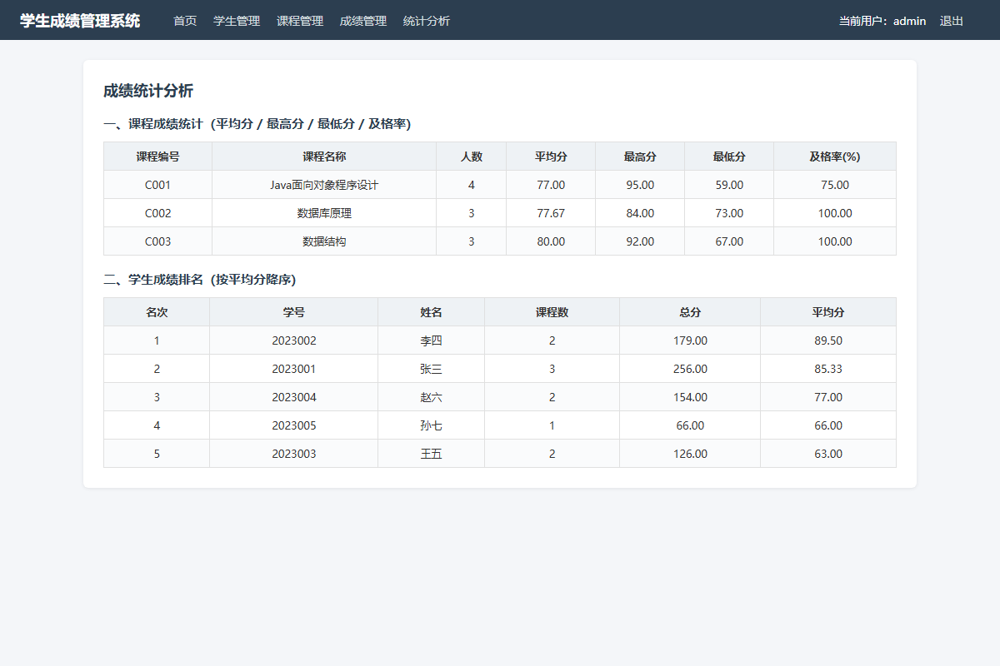 学生成绩管理系统 首页 学生管理 课程管理 成绩管理 统计分析 当前用户：admin 退出
成绩统计分析
一、课程成绩统计（平均分 / 最高分 / 最低分 / 及格率）
课程编号 课程名称 人数 平均分 最高分 最低分 及格率(%)
C001 Java面向对象程序设计 4 77.00 95.00 59.00 75.00
C002 数据库原理 3 77.67 84.00 73.00 100.00
C003 数据结构 3 80.00 92.00 67.00 100.00
二、学生成绩排名（按平均分降序）
名次 学号 姓名 课程数 总分 平均分
1 2023002 李四 2 179.00 89.50
2 2023001 张三 3 256.00 85.33
3 2023004 赵六 2 154.00 77.00
4 2023005 孙七 1 66.00 66.00
5 2023003 王五 2 126.00 63.00